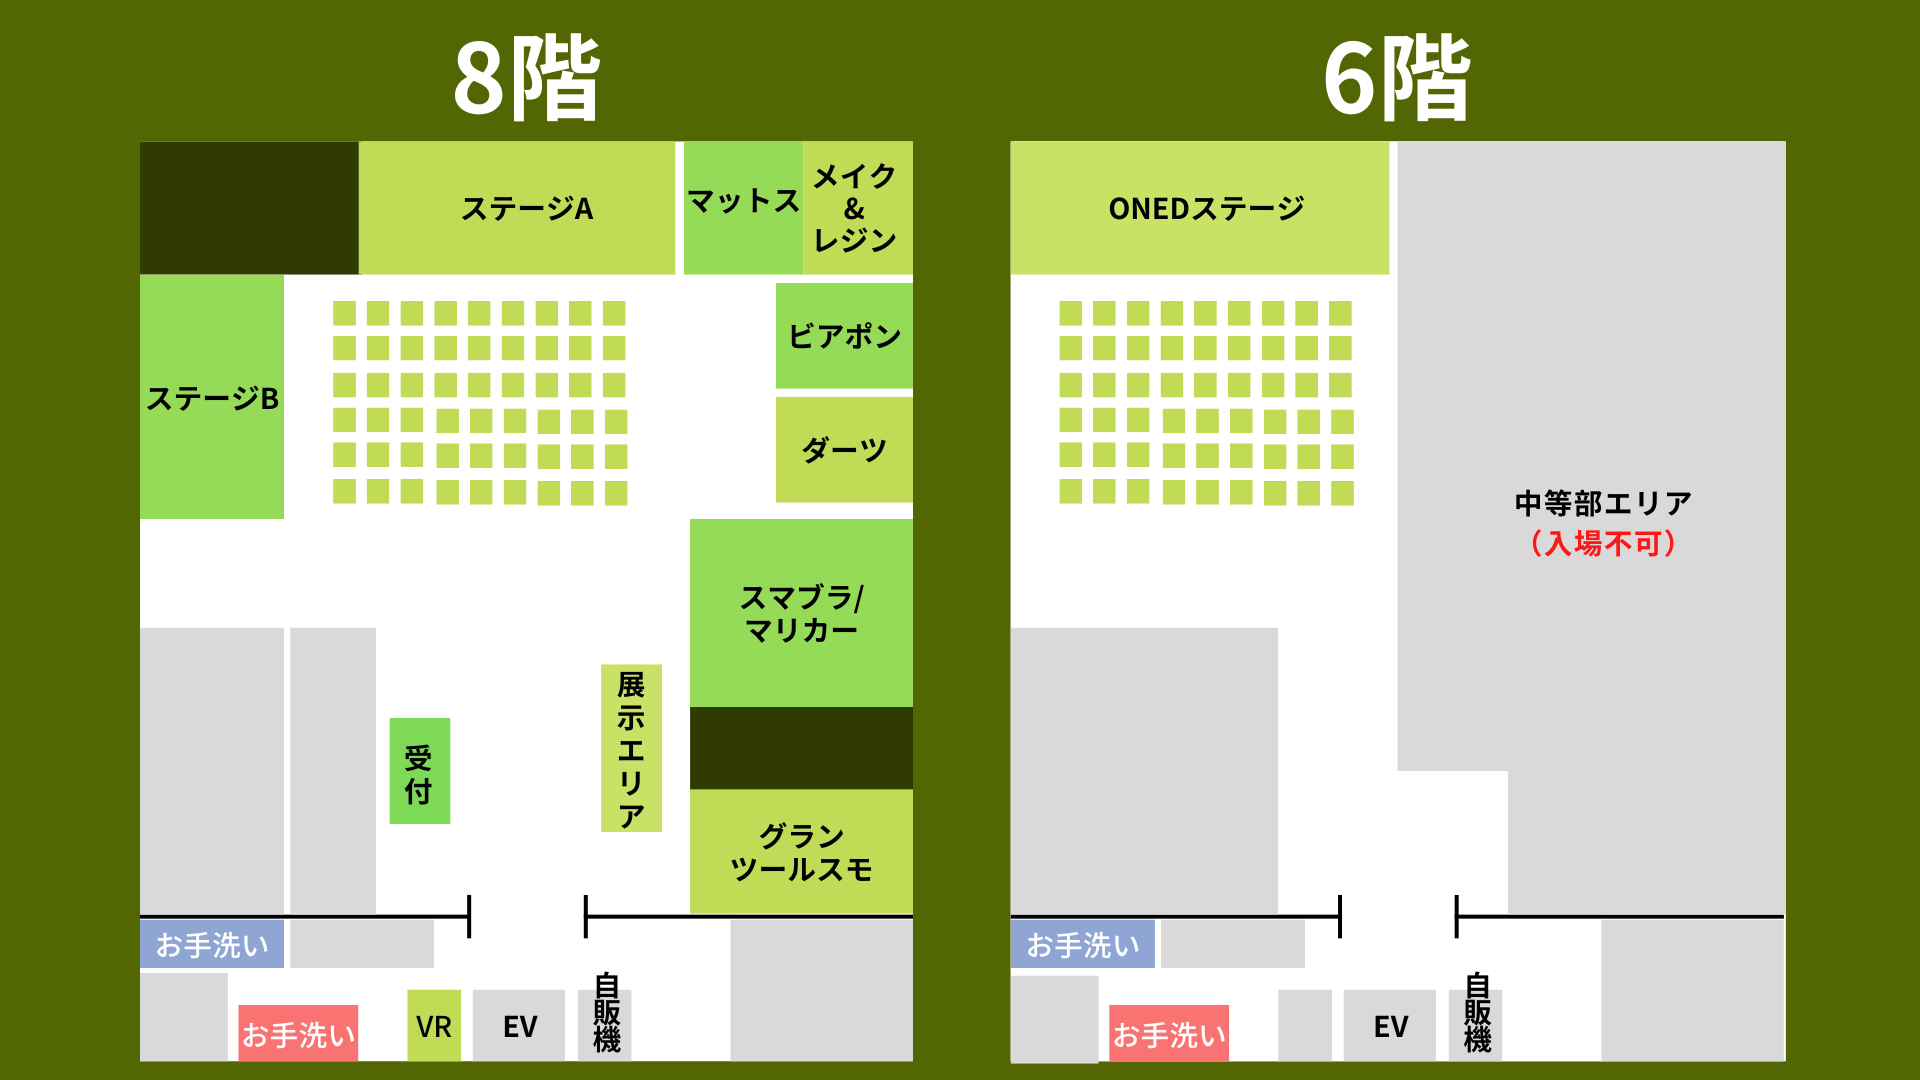 8階
ステージA
マットス
メイク
&
レジン
ステージB
ビアポン
ダーツ
スマブラ/
マリカー
展示エリア
受付
グラン
ツールスモ
お手洗い
お手洗い
VR
EV
自販機
6階
ONEDステージ
中等部エリア
（入場不可）
お手洗い
お手洗い
EV
自販機